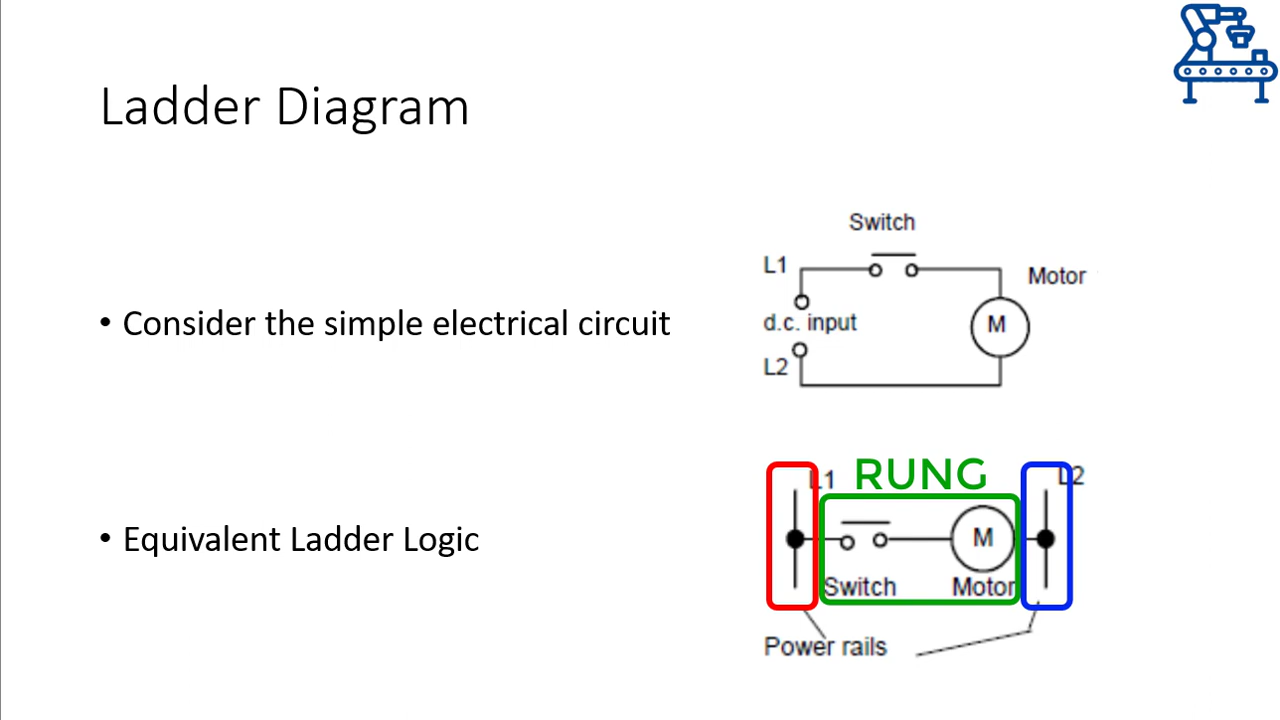 Ladder Diagram
Switch
L1
Motor
• Consider the simple electrical circuit
d.c. input
M
L2
RUNG
L1
L2
• Equivalent Ladder Logic
M
Switch
Motor
Power rails